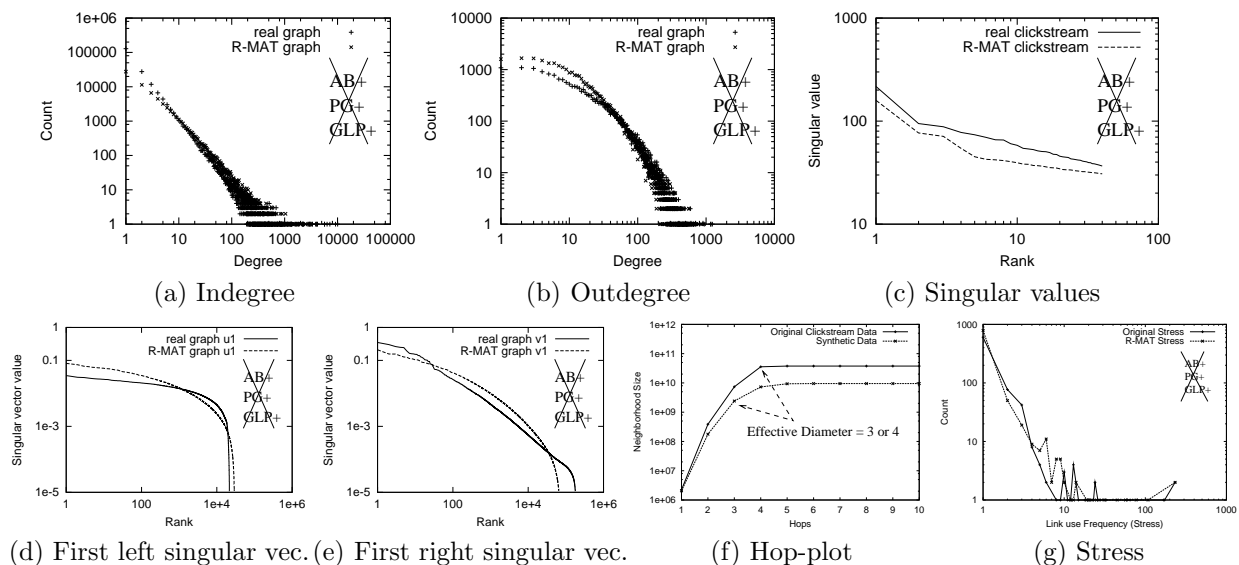 1e+06
100000
10000
1000
100
10
1
Count
real graph +
R-MAT graph ×
AB+
PG+
GLP+
1 10 100 1000 10000 100000
Degree
(a) Indegree
10000
1000
100
10
1
Count
real graph +
R-MAT graph ×
AB+
PG+
GLP+
1 10 100 1000 10000
Degree
(b) Outdegree
1000
100
10
Singular value
real clickstream
R-MAT clickstream
AB+
PG+
GLP+
1 10 100
Rank
(c) Singular values
1
0.1
1e-3
1e-5
Singular vector value
real graph u1
R-MAT graph u1
AB+
PG+
GLP+
1 100 1e+4 1e+6
Rank
(d) First left singular vec.
1
0.1
1e-3
1e-5
Singular vector value
real graph v1
R-MAT graph v1
AB+
PG+
GLP+
1 100 1e+4 1e+6
Rank
(e) First right singular vec.
1e+12
1e+11
1e+10
1e+09
1e+08
1e+07
1e+06
Neighborhood Size
Original Clickstream Data
Synthetic Data
Effective Diameter = 3 or 4
1 2 3 4 5 6 7 8 9 10
Hops
(f) Hop-plot
1000
100
10
1
Count
Original Stress
R-MAT Stress
AB+
PG+
GLP+
1 10 100 1000
Link use Frequency (Stress)
(g) Stress